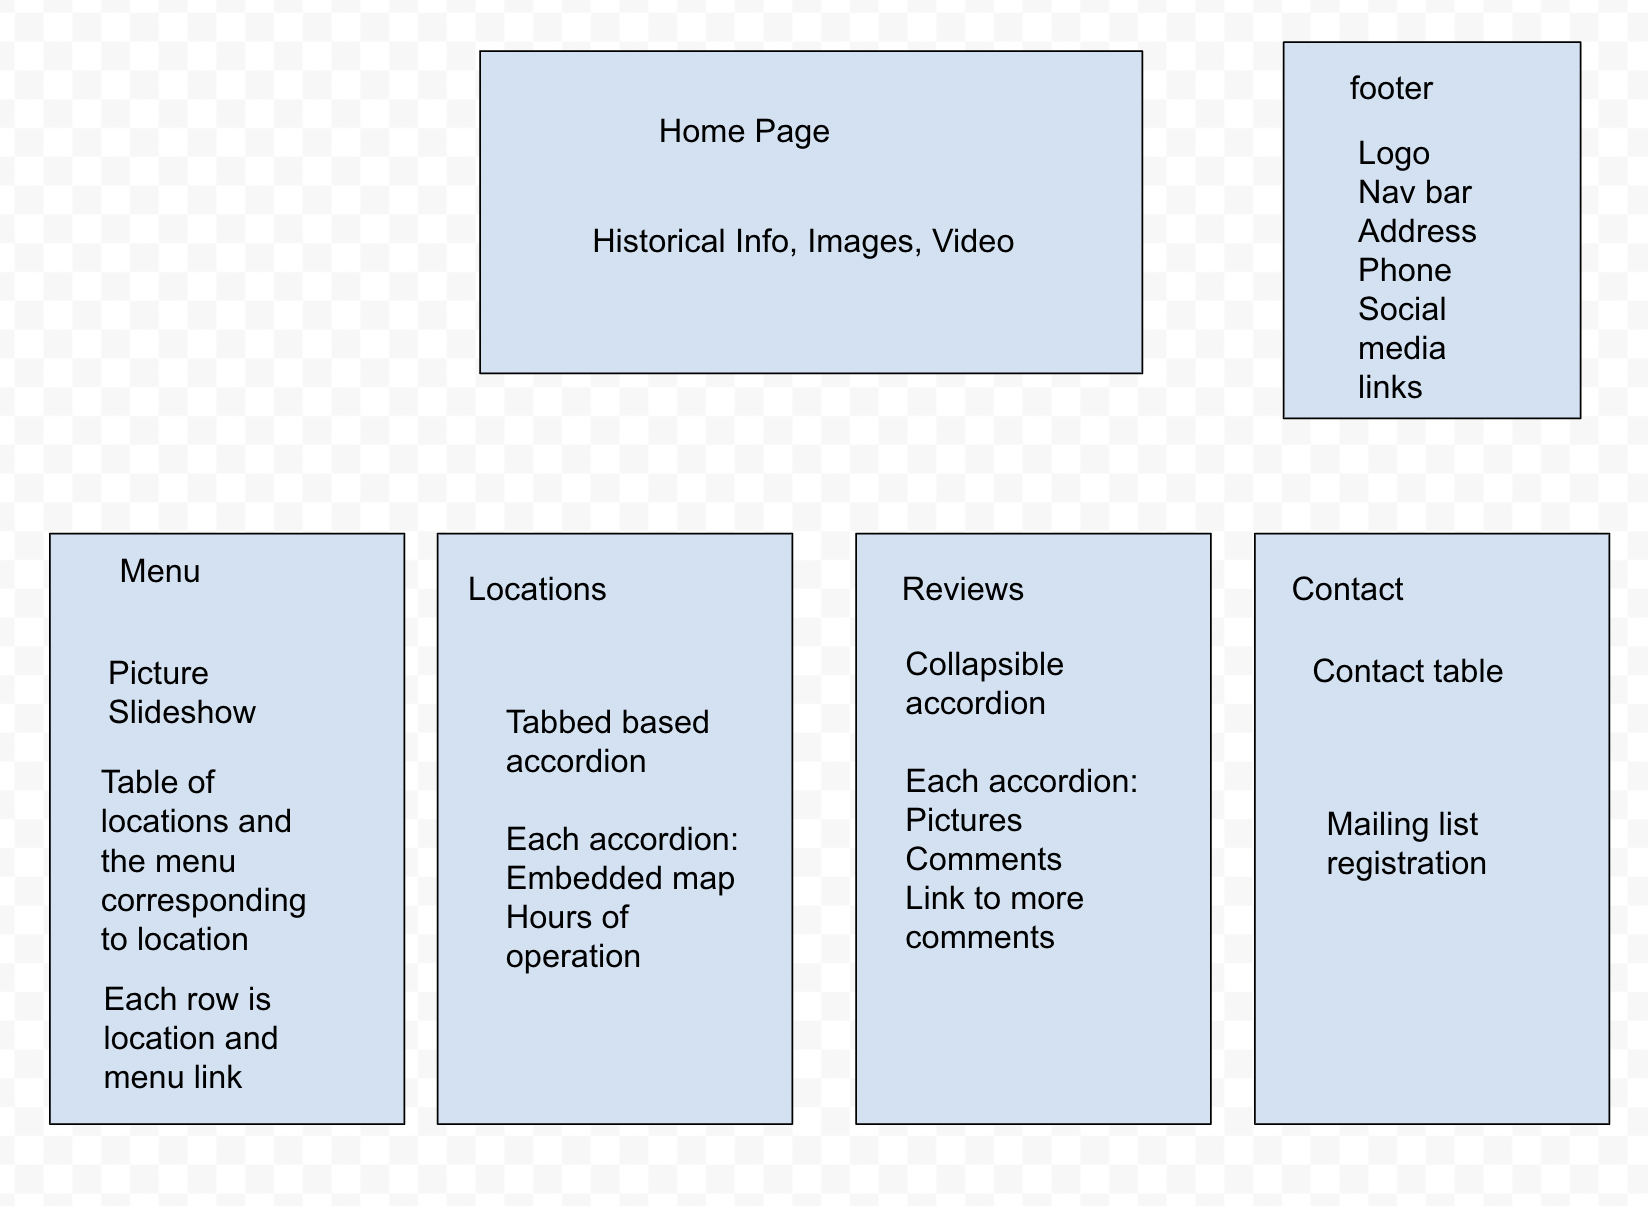 Home Page
Historical Info, Images, Video
footer
Logo
Nav bar
Address
Phone
Social
media
links
Menu
Picture
Slideshow
Table of
locations and
the menu
corresponding
to location
Each row is
location and
menu link
Locations
Tabbed based
accordion
Each accordion:
Embedded map
Hours of
operation
Reviews
Collapsible
accordion
Each accordion:
Pictures
Comments
Link to more
comments
Contact
Contact table
Mailing list
registration